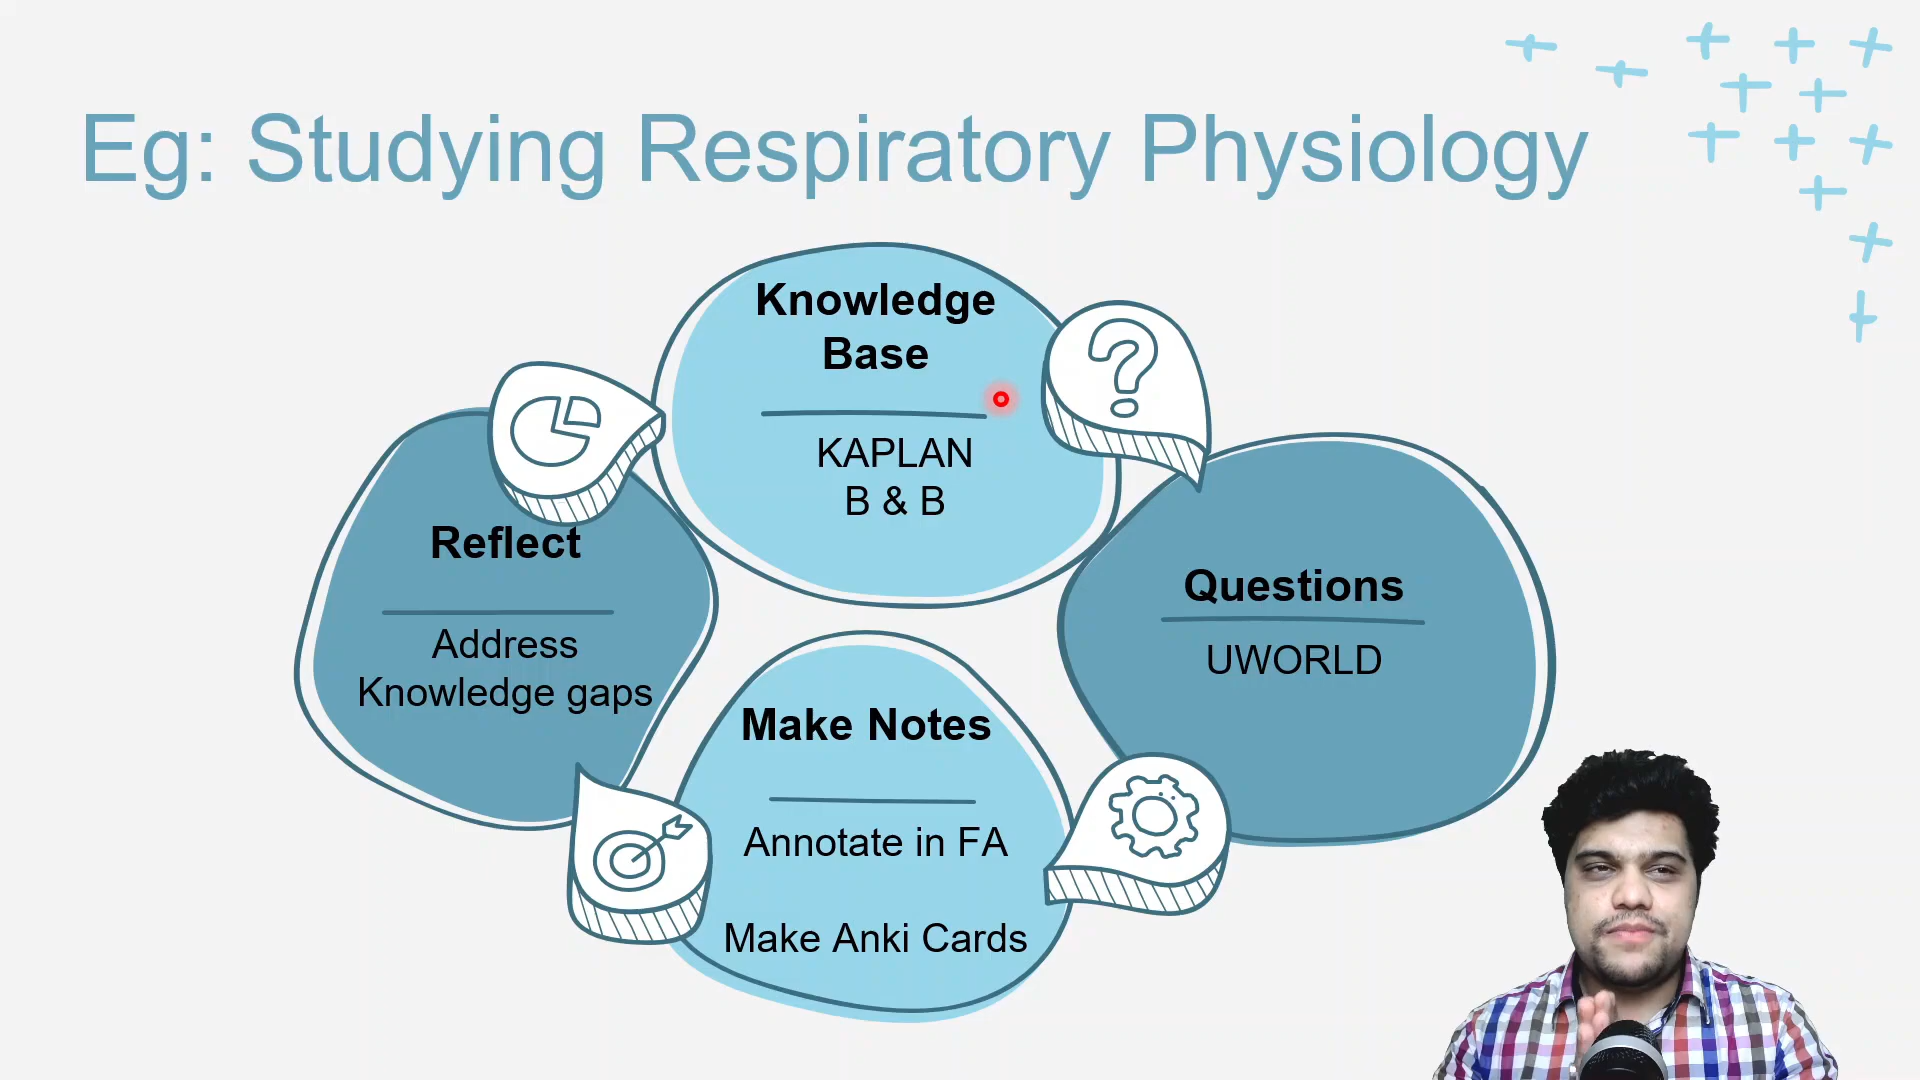 Eg: Studying Respiratory Physiology
Knowledge
Base
KAPLAN
B & B
Questions
UWORLD
Make Notes
Annotate in FA
Make Anki Cards
Reflect
Address
Knowledge gaps